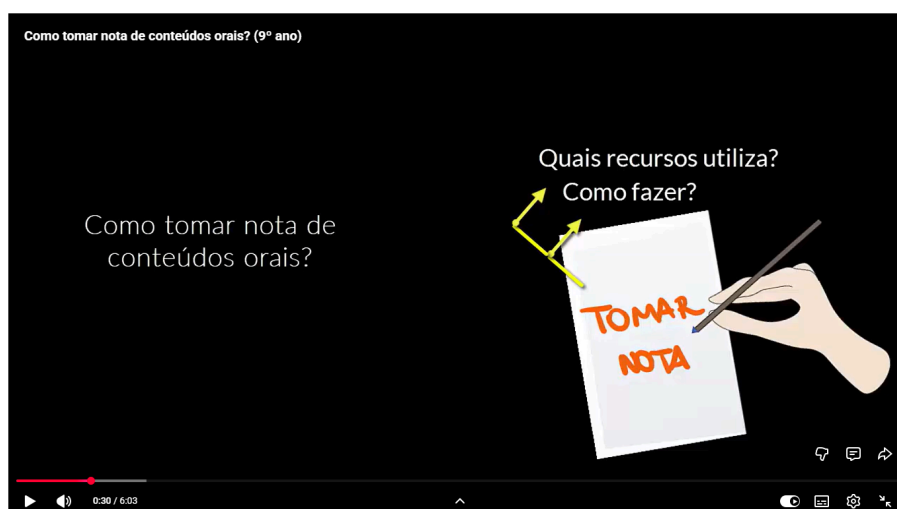 Como tomar nota de conteúdos orais? (9º ano)
Quais recursos utiliza?
Como fazer?
Como tomar nota de
conteúdos orais?
TOMAR
NOTA
0:30 / 6:03